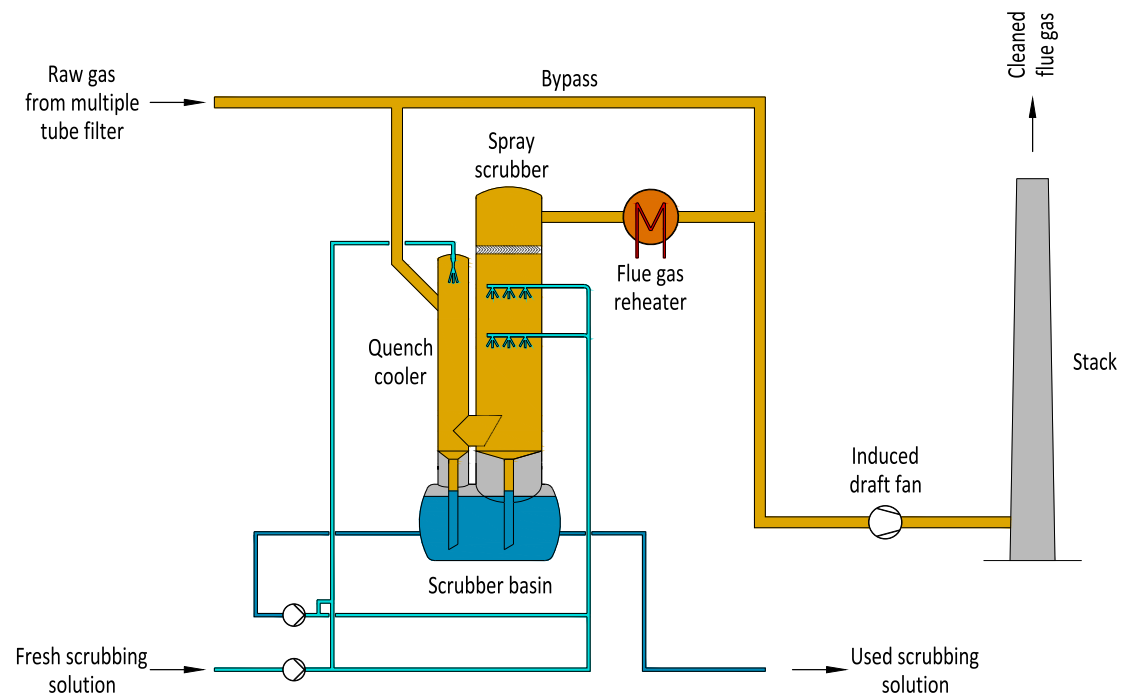 Raw gas
from multiple
tube filter
Bypass
Cleaned
flue gas
Spray
scrubber
Flue gas
reheater
Quench
cooler
Stack
Induced
draft fan
Scrubber basin
Fresh scrubbing
solution
Used scrubbing
solution